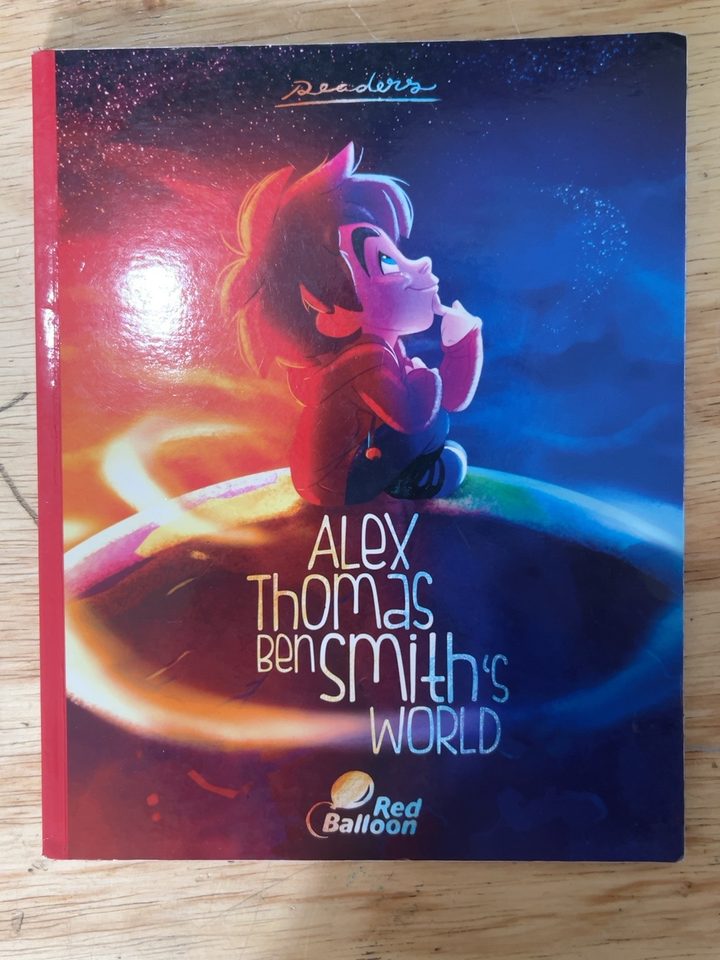 Readers
ALEX
THOMAS
BEN SMITH'S
WORLD
Red
Balloon